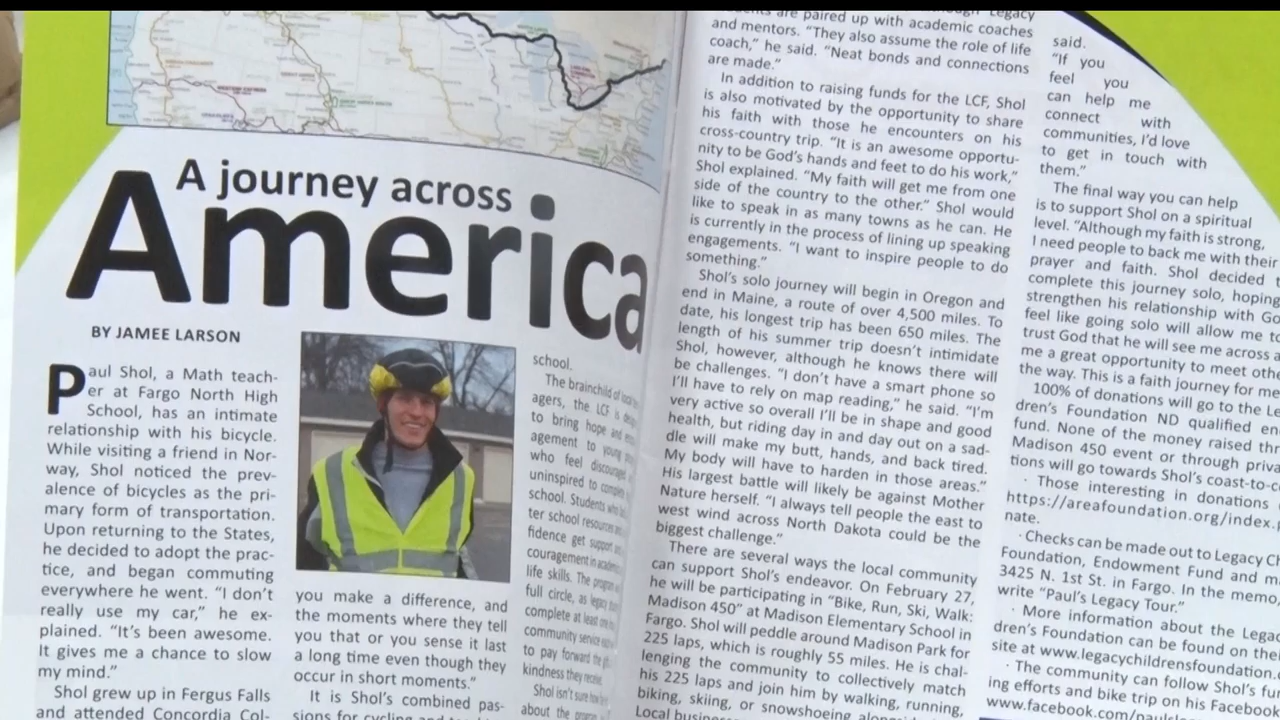 A journey across
America
BY JAMEE LARSON
Paul Shol, a Math teach-
er at Fargo North High
School, has an intimate
relationship with his bicycle.
While visiting a friend in Nor-
way, Shol noticed the prev-
alence of bicycles as the pri-
mary form of transportation.
Upon returning to the States,
he decided to adopt the prac-
tice, and began commuting
everywhere he went. “I don’t
really use my car,” he ex-
plained. “It’s been awesome.
It gives me a chance to slow
my mind.”
Shol grew up in Fergus Falls
and attended Concordia Col-
you make a difference, and
the moments where they tell
you that or you sense it last
a long time even though they
occur in short moments.”
It is Shol’s combined pas-
sions for cycling and
school.
The brainchild of local
agers, the LCF is
to bring hope and
agement to young
who feel discouraged
uninspired to complete
school. Students who
ter school resources
fidence get support
couragement in academic
life skills. The program
full circle, as legacy
complete at least one
community service
to pay forward the
kindness they receive.
Shol isn’t sure how
about the program
Legacy
are paired up with academic coaches
and mentors. “They also assume the role of life
coach,” he said. “Neat bonds and connections
are made.”
In addition to raising funds for the LCF, Shol
is also motivated by the opportunity to share
his faith with those he encounters on his
cross-country trip. “It is an awesome opportu-
nity to be God’s hands and feet to do his work,”
Shol explained. “My faith will get me from one
side of the country to the other.” Shol would
like to speak in as many towns as he can. He
is currently in the process of lining up speaking
engagements. “I want to inspire people to do
something.”
Shol’s solo journey will begin in Oregon and
end in Maine, a route of over 4,500 miles. To
date, his longest trip has been 650 miles. The
length of his summer trip doesn’t intimidate
Shol, however, although he knows there will
be challenges. “I don’t have a smart phone so
I’ll have to rely on map reading,” he said. “I’m
very active so overall I’ll be in shape and good
health, but riding day in and day out on a sad-
dle will make my butt, hands, and back tired.
My body will have to harden in those areas.”
His largest battle will likely be against Mother
Nature herself. “I always tell people the east to
west wind across North Dakota could be the
biggest challenge.”
There are several ways the local community
can support Shol’s endeavor. On February 27,
he will be participating in “Bike, Run, Ski, Walk:
Madison 450” at Madison Elementary School in
Fargo. Shol will peddle around Madison Park for
225 laps, which is roughly 55 miles. He is chal-
lenging the community to collectively match
his 225 laps and join him by walking, running,
biking, skiing, or snowshoeing
Local
said.
“If you
feel you
can help me
connect with
communities, I’d love
to get in touch with
them.”
The final way you can help
is to support Shol on a spiritual
level. “Although my faith is strong,
I need people to back me with their
prayer and faith. Shol decided
complete this journey solo, hoping
strengthen his relationship with
feel like going solo will allow me to
trust God that he will see me across
me a great opportunity to meet
the way. This is a faith journey for me
100% of donations will go to the
dren’s Foundation ND qualified
fund. None of the money raised
Madison 450 event or through
tions will go towards Shol’s
· Those interesting in donations
https://areafoundation.org/index.
nate.
· Checks can be made out to Legacy
Foundation, Endowment Fund and
3425 N. 1st St. in Fargo. In the memo,
write “Paul’s Legacy Tour.”
· More information about the
dren’s Foundation can be found on
site at www.legacychildrensfoundation.
· The community can follow Shol’s
ing efforts and bike trip on his Facebook